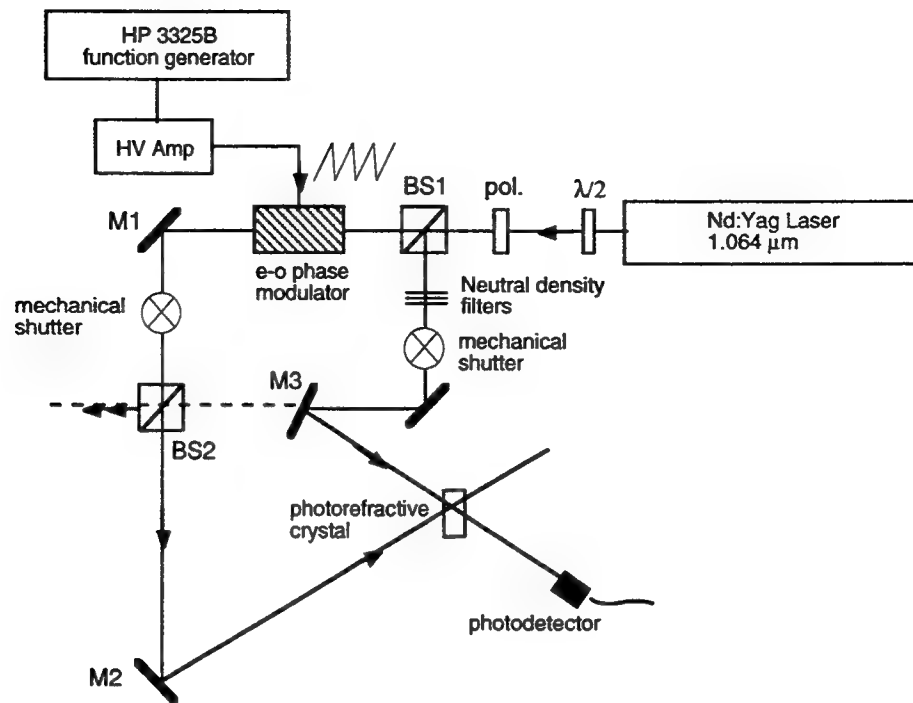 HP 3325B
function generator
HV Amp
BS1
pol.
λ/2
Nd:Yag Laser
1.064 µm
M1
e-o phase
modulator
Neutral density
filters
mechanical
shutter
mechanical
shutter
M3
BS2
photorefractive
crystal
photodetector
M2